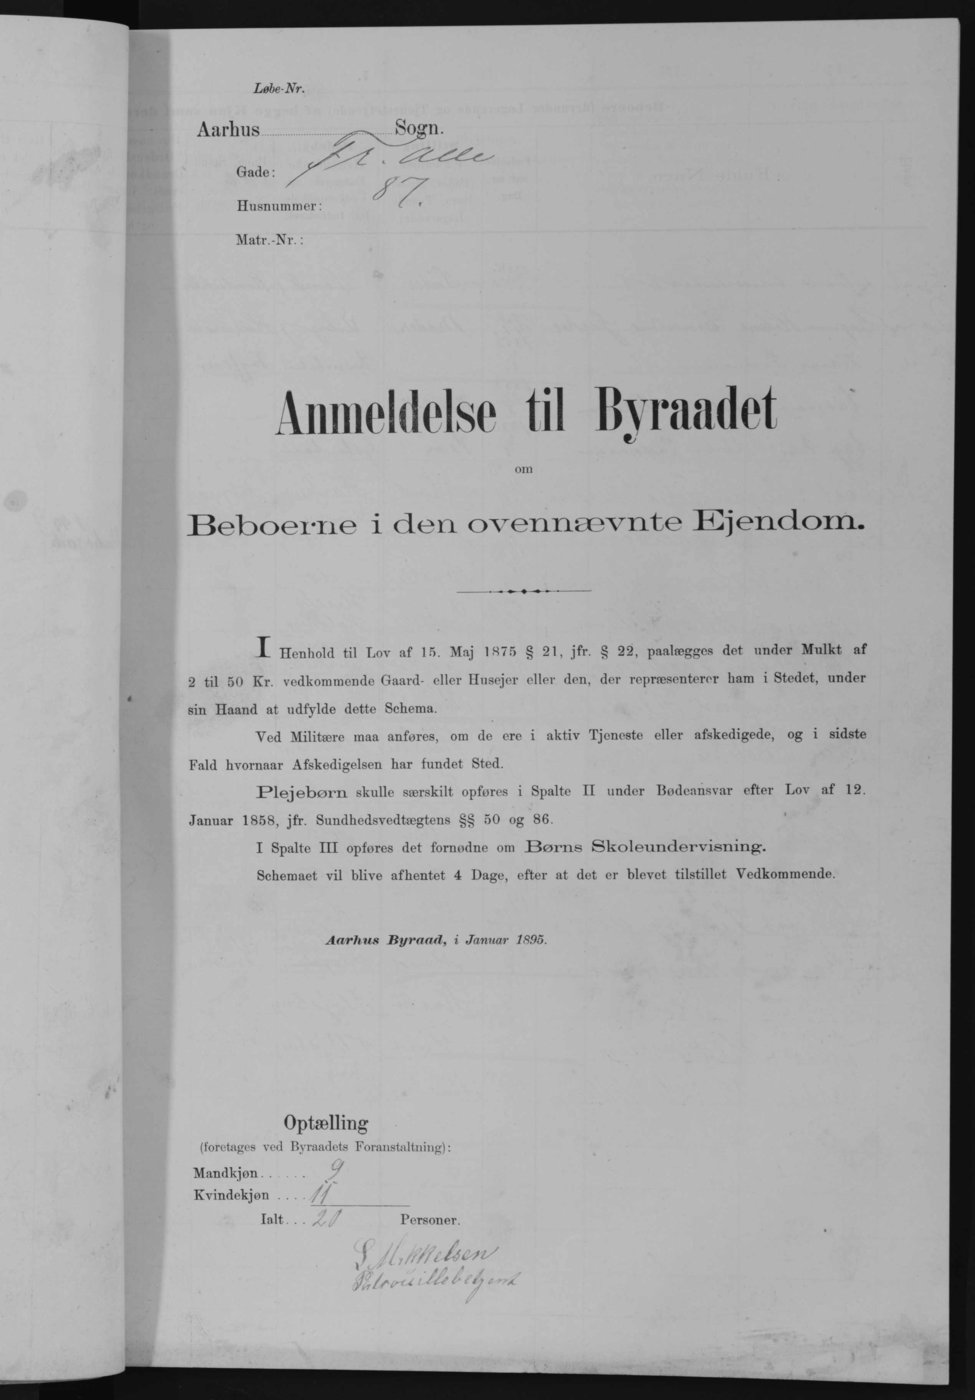 Løbe-Nr.
Aarhus Sogn.
Gade: Fr. Alle
Husnummer: 87.
Matr.-Nr.:
Anmeldelse til Byraadet
om
Beboerne i den ovennævnte Ejendom.
I Henhold til Lov af 15. Maj 1875 § 21, jfr. § 22, paalægges det under Mulkt af
2 til 50 Kr. vedkommende Gaard- eller Husejer eller den, der repræsenterer ham i Stedet, under
sin Haand at udfylde dette Schema.
Ved Militære maa anføres, om de ere i aktiv Tjeneste eller afskedigede, og i sidste
Fald hvornaar Afskedigelsen har fundet Sted.
Plejebørn skulle særskilt opføres i Spalte II under Bødeansvar efter Lov af 12.
Januar 1858, jfr. Sundhedsvedtægtens §§ 50 og 86.
I Spalte III opføres det fornødne om Børns Skoleundervisning.
Schemaet vil blive afhentet 4 Dage, efter at det er blevet tilstillet Vedkommende.
Aarhus Byraad, i Januar 1895.
Optælling
(foretages ved Byraadets Foranstaltning):
Mandkjøn...... 9
Kvindekjøn .... 11
Ialt... 20 Personer.
S Mikkelsen